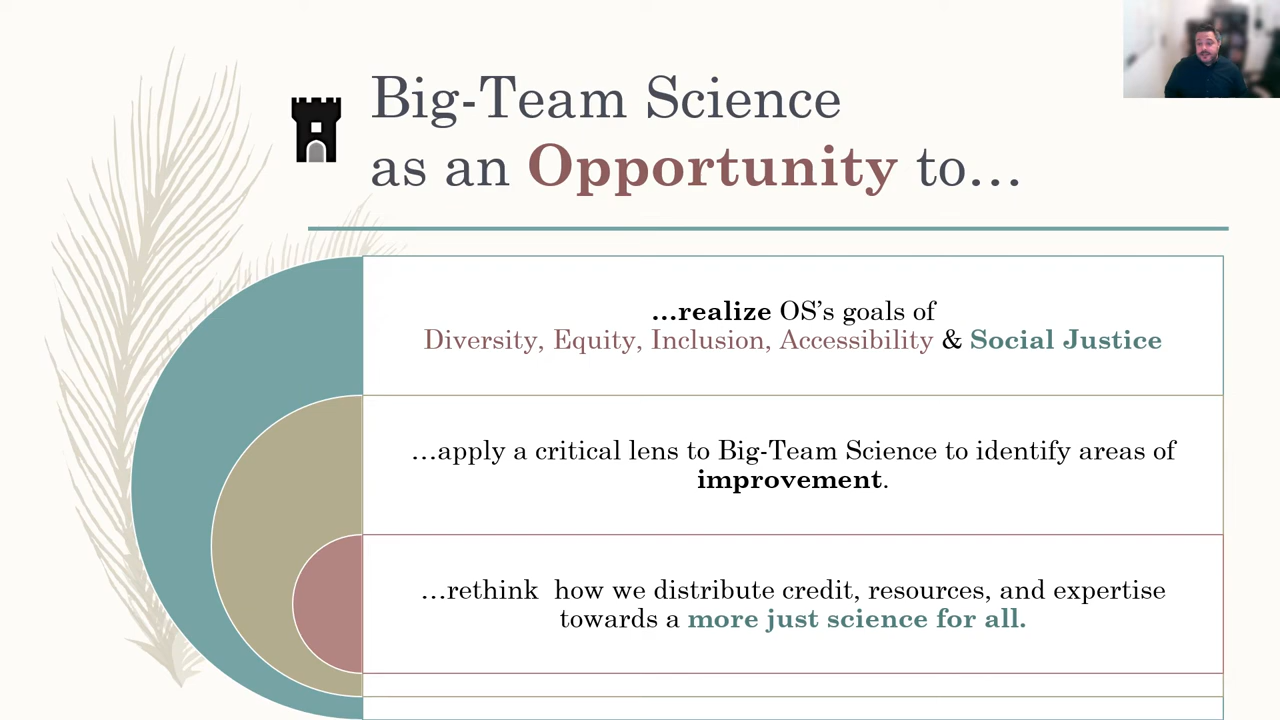 Big-Team Science
as an Opportunity to…
…realize OS’s goals of
Diversity, Equity, Inclusion, Accessibility & Social Justice
…apply a critical lens to Big-Team Science to identify areas of
improvement.
…rethink  how we distribute credit, resources, and expertise
towards a more just science for all.